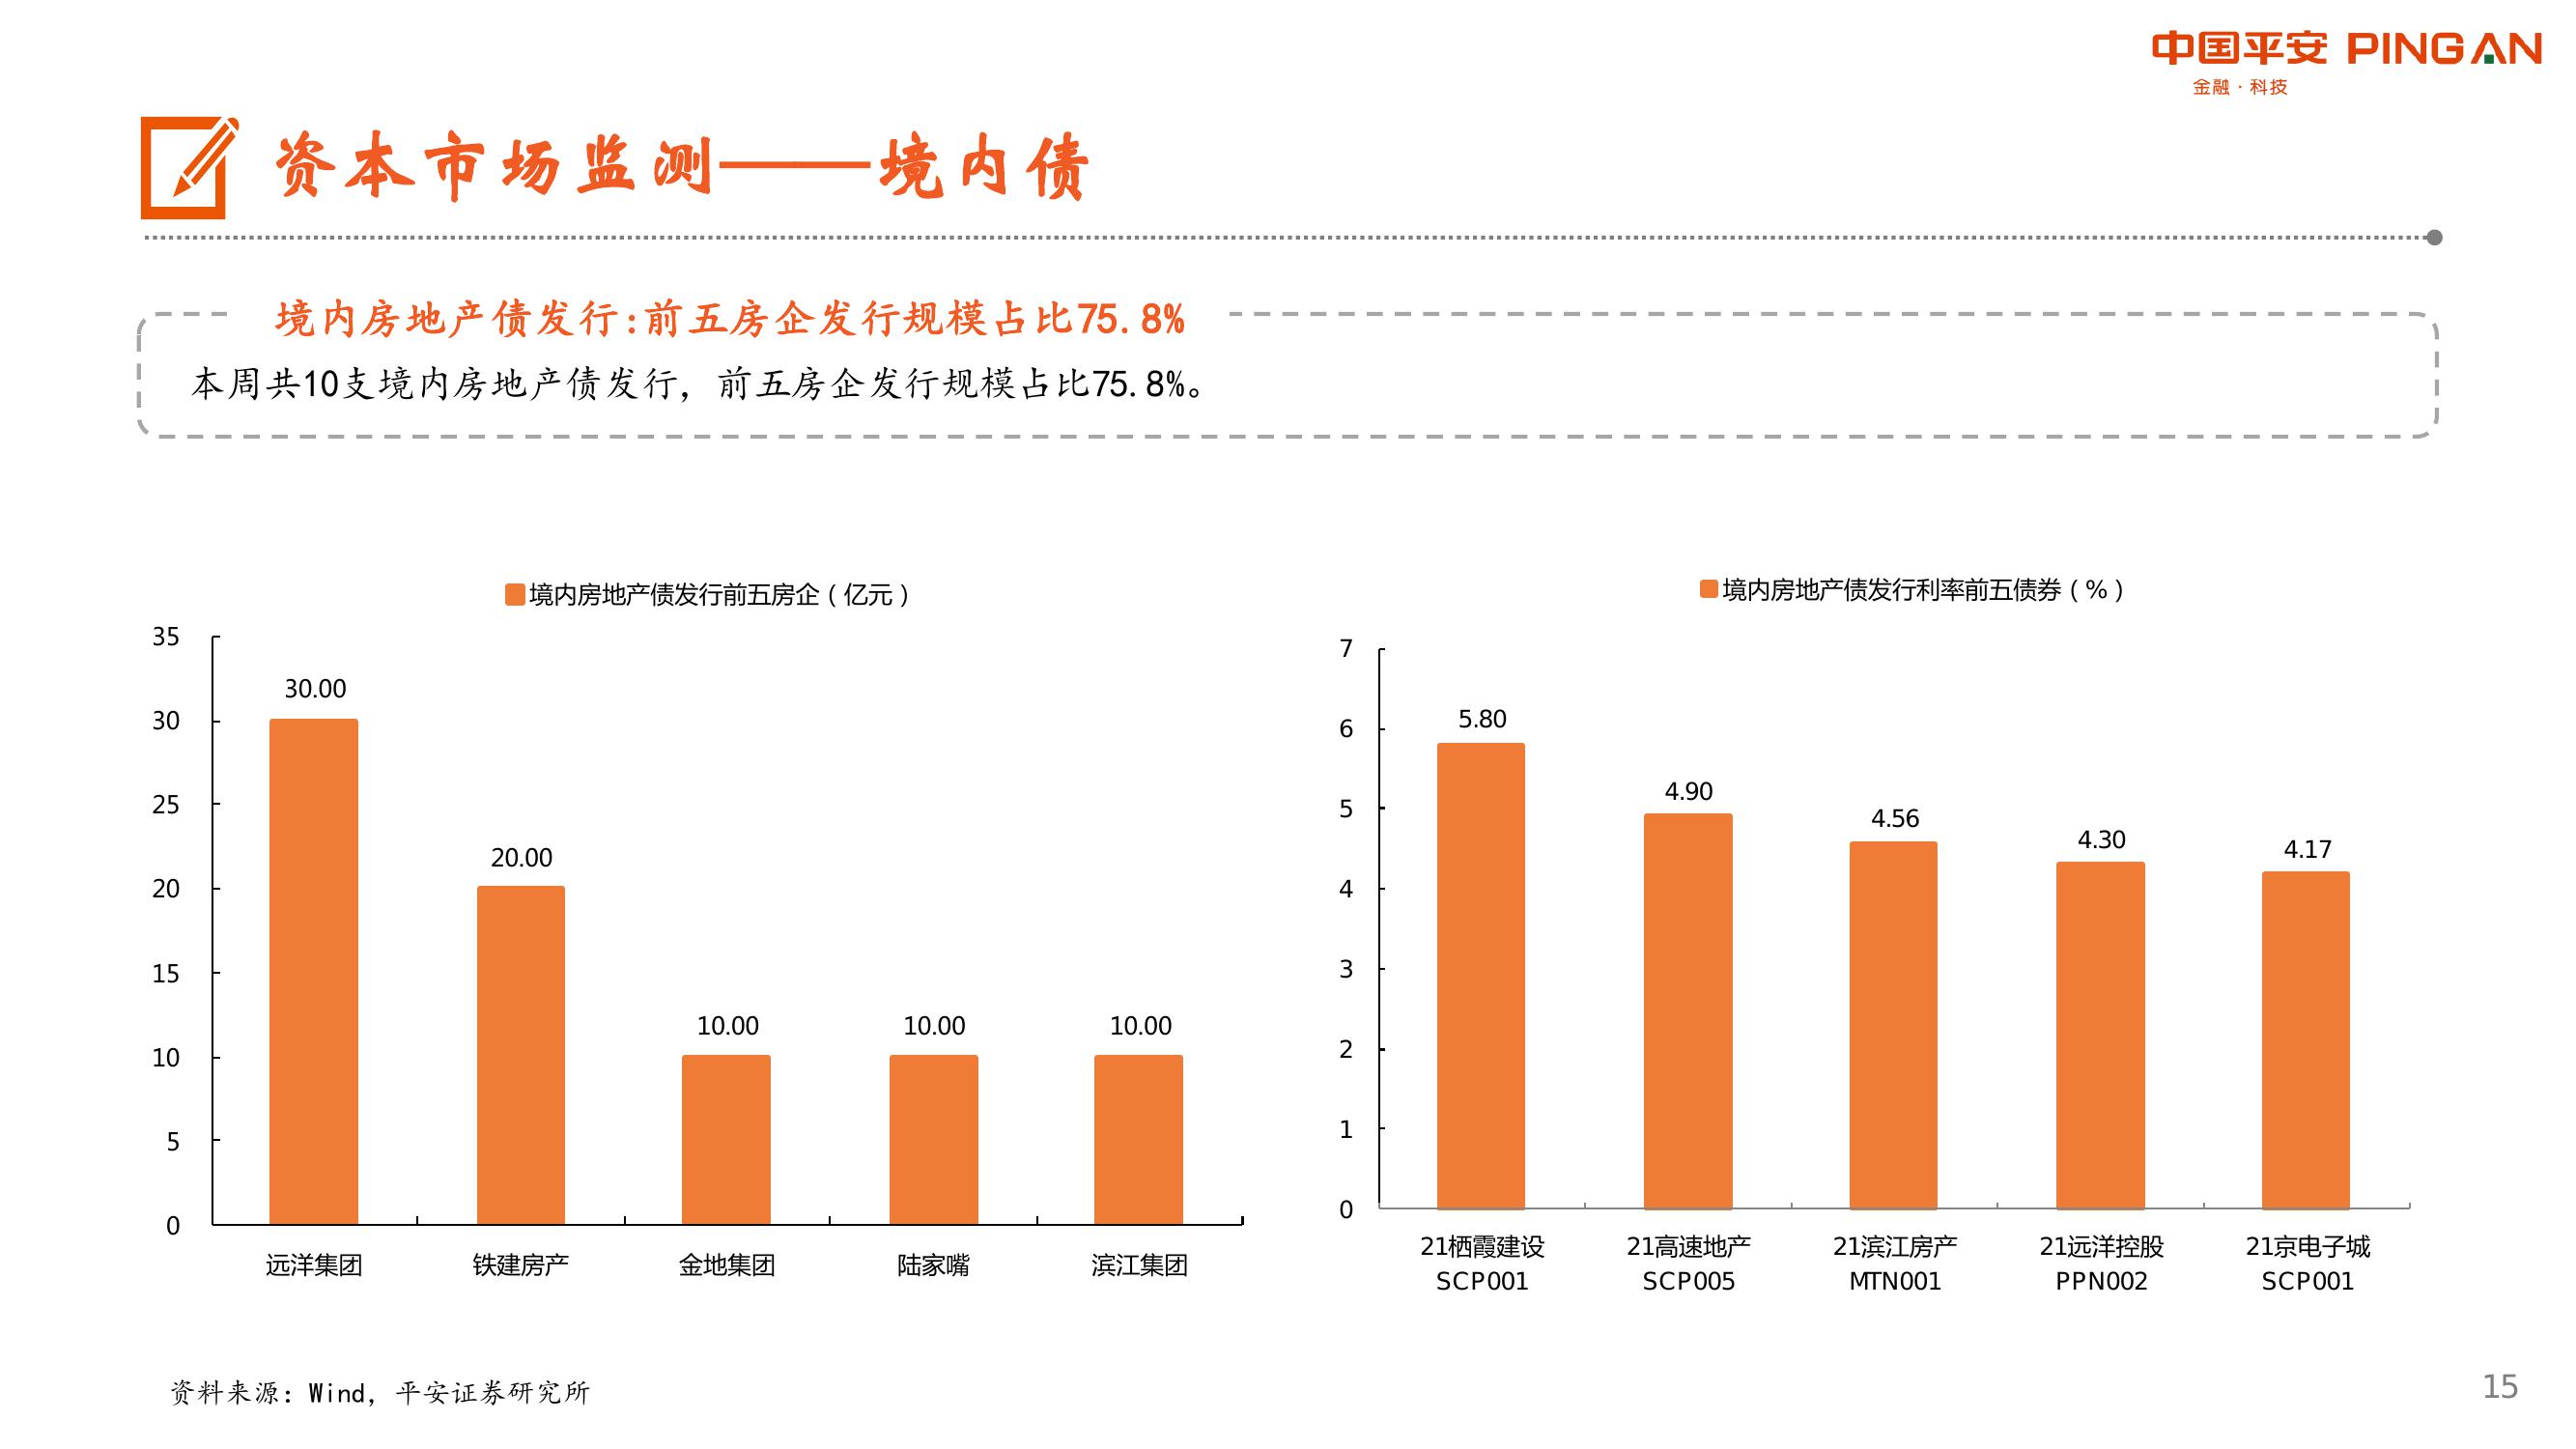 中国平安 PINGAN
金融·科技
资本市场监测——境内债
境内房地产债发行:前五房企发行规模占比75.8%
本周共10支境内房地产债发行，前五房企发行规模占比75.8%。
境内房地产债发行前五房企（亿元）
35
30
25
20
15
10
5
0
30.00
20.00
10.00
10.00
10.00
远洋集团
铁建房产
金地集团
陆家嘴
滨江集团
境内房地产债发行利率前五债券（%）
7
6
5
4
3
2
1
0
5.80
4.90
4.56
4.30
4.17
21栖霞建设
SCP001
21高速地产
SCP005
21滨江房产
MTN001
21远洋控股
PPN002
21京电子城
SCP001
资料来源：Wind，平安证券研究所
15